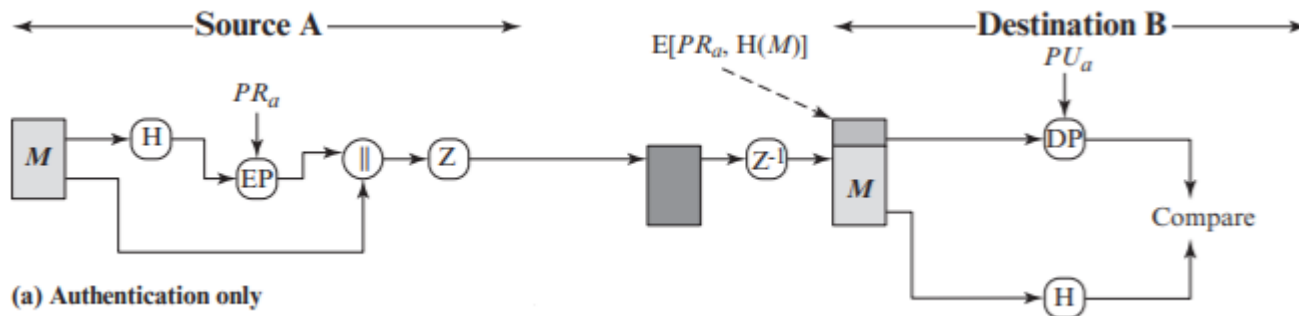 Source A
Destination B
E[PRa, H(M)]
PUa
PRa
M
H
EP
||
Z
Z-1
M
DP
Compare
H
(a) Authentication only